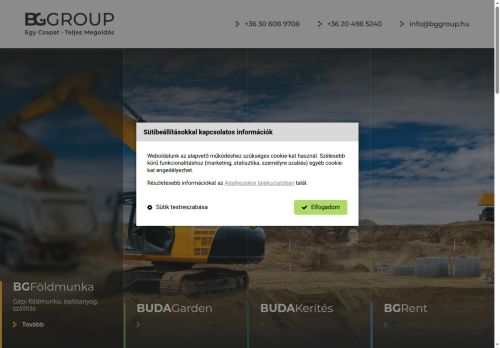 BGGROUP
Egy Csapat - Teljes Megoldás
+36 30 608 9708
+36 20 498 5240
info@bggroup.hu
Sütibeállításokkal kapcsolatos információk
Weboldalunk az alapvető működéshez szükséges cookie-kat használ. Szélesebb
körű funkcionalitáshoz (marketing, statisztika, személyre szabás) egyéb cookie-
kat engedélyezhet.
Részletesebb információkat az Adatkezelési tájékoztatóban talál.
Sütik testreszabása
Elfogadom
BGFöldmunka
Gépi földmunka, építőanyag,
szállítás
Tovább
BUDAGarden
BUDAKerítés
BGRent